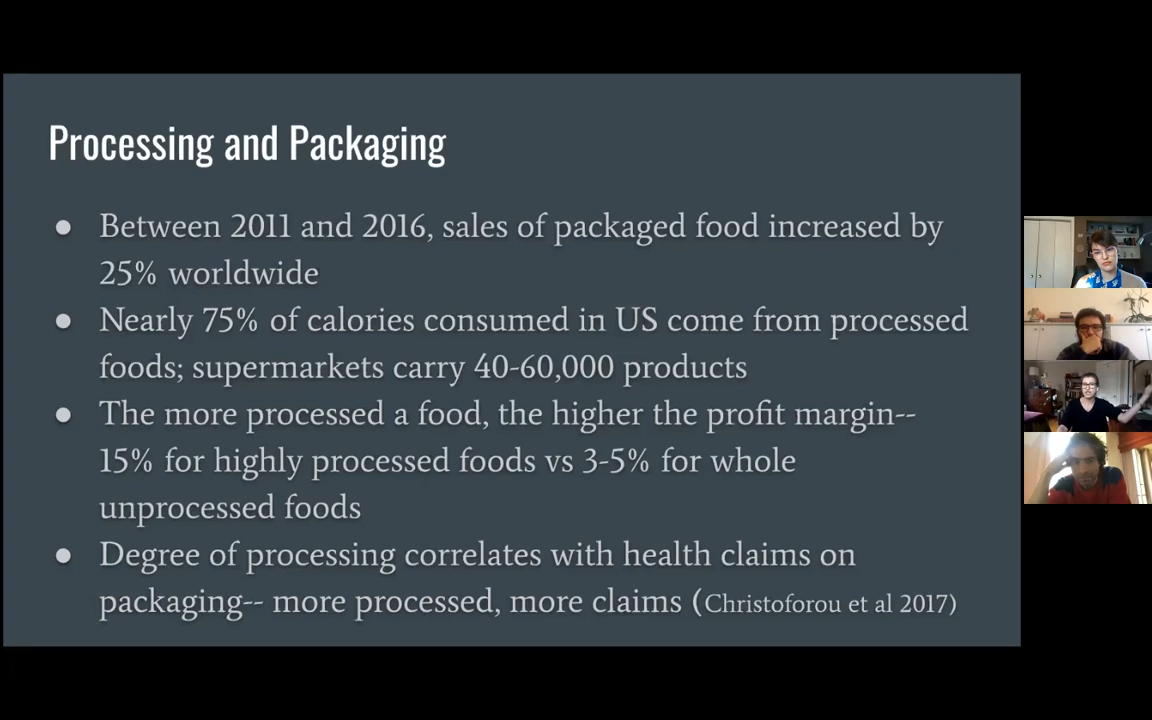 Processing and Packaging
● Between 2011 and 2016, sales of packaged food increased by
25% worldwide
● Nearly 75% of calories consumed in US come from processed
foods; supermarkets carry 40-60,000 products
● The more processed a food, the higher the profit margin--
15% for highly processed foods vs 3-5% for whole
unprocessed foods
● Degree of processing correlates with health claims on
packaging-- more processed, more claims (Christoforou et al 2017)